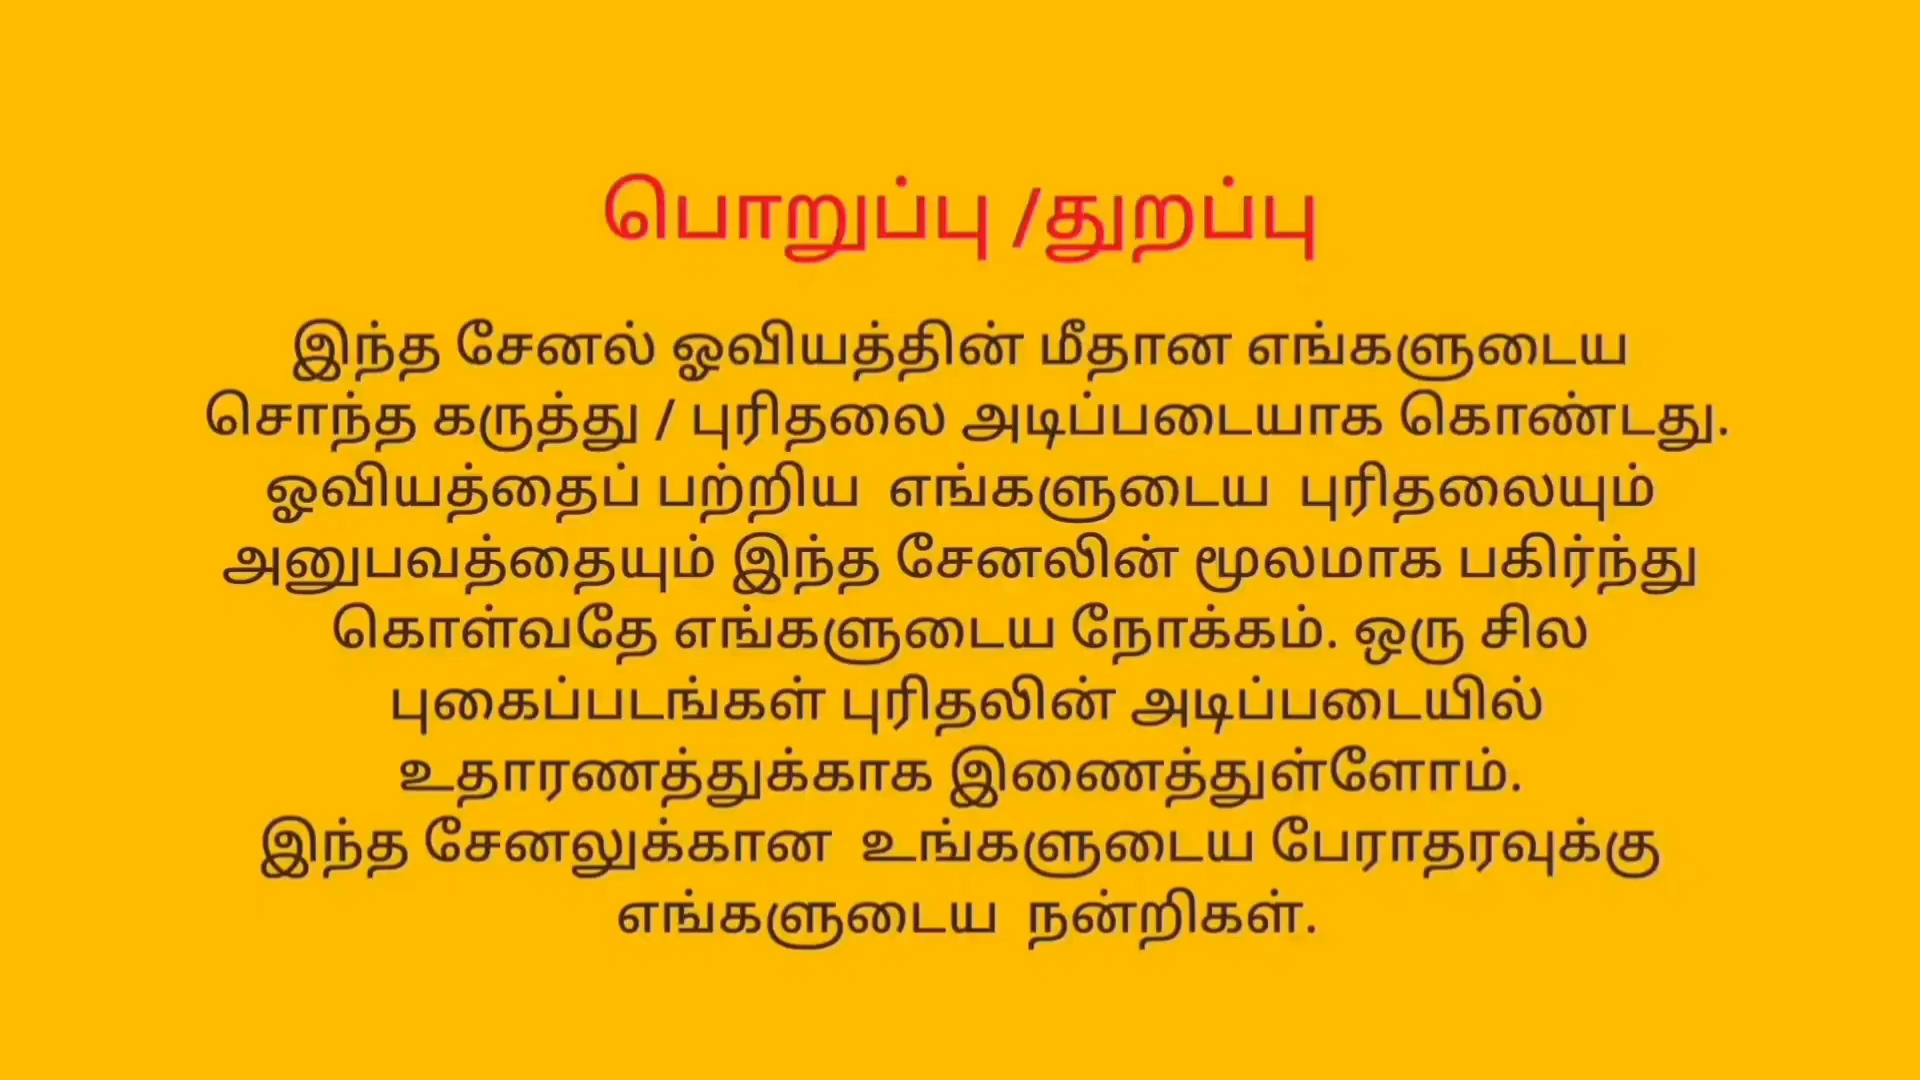 பொறுப்பு /துறப்பு
இந்த சேனல் ஓவியத்தின் மீதான எங்களுடைய
சொந்த கருத்து / புரிதலை அடிப்படையாக கொண்டது.
ஓவியத்தைப் பற்றிய எங்களுடைய புரிதலையும்
அனுபவத்தையும் இந்த சேனலின் மூலமாக பகிர்ந்து
கொள்வதே எங்களுடைய நோக்கம். ஒரு சில
புகைப்படங்கள் புரிதலின் அடிப்படையில்
உதாரணத்துக்காக இணைத்துள்ளோம்.
இந்த சேனலுக்கான உங்களுடைய பேராதரவுக்கு
எங்களுடைய நன்றிகள்.